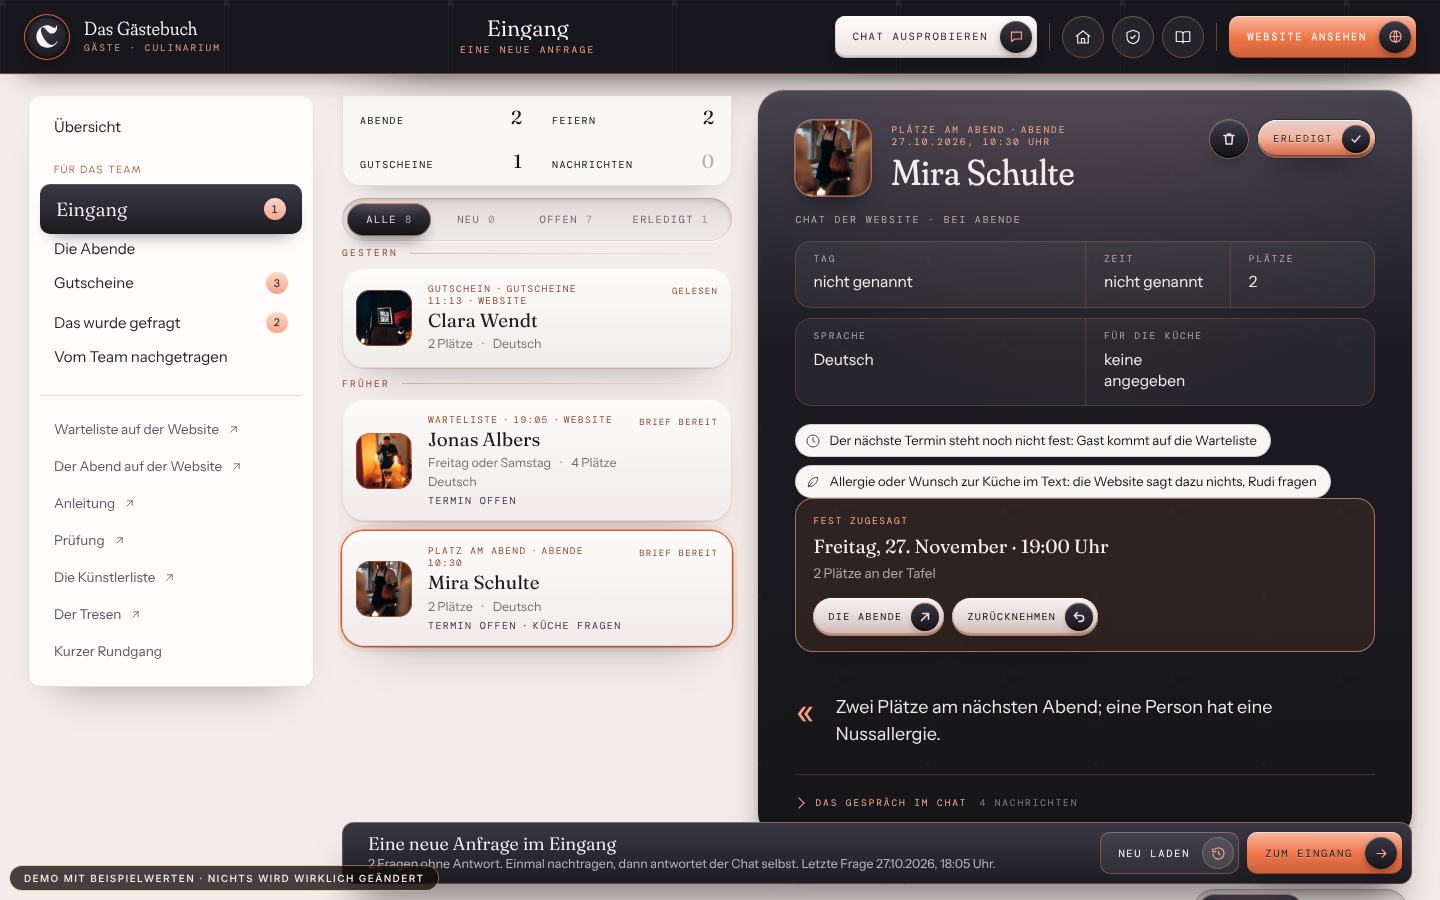 Das Gästebuch
GÄSTE · CULINARIUM
Eingang
EINE NEUE ANFRAGE
CHAT AUSPROBIEREN
WEBSITE ANSEHEN
Übersicht
FÜR DAS TEAM
Eingang 1
Die Abende
Gutscheine 3
Das wurde gefragt 2
Vom Team nachgetragen
Warteliste auf der Website
Der Abend auf der Website
Anleitung
Prüfung
Die Künstlerliste
Der Tresen
Kurzer Rundgang
ABENDE 2 FEIERN 2
GUTSCHEINE 1 NACHRICHTEN 0
ALLE 8 NEU 0 OFFEN 7 ERLEDIGT 1
GESTERN
GUTSCHEIN · GUTSCHEINE
11:13 · WEBSITE
GELESEN
Clara Wendt
2 Plätze · Deutsch
FRÜHER
WARTELISTE · 19:05 · WEBSITE
BRIEF BEREIT
Jonas Albers
Freitag oder Samstag · 4 Plätze
Deutsch
TERMIN OFFEN
PLATZ AM ABEND · ABENDE
10:30
BRIEF BEREIT
Mira Schulte
2 Plätze · Deutsch
TERMIN OFFEN · KÜCHE FRAGEN
PLÄTZE AM ABEND · ABENDE
27.10.2026, 10:30 UHR
Mira Schulte
ERLEDIGT
CHAT DER WEBSITE · BEI ABENDE
TAG ZEIT PLÄTZE
nicht genannt nicht genannt 2
SPRACHE FÜR DIE KÜCHE
Deutsch keine
angegeben
Der nächste Termin steht noch nicht fest: Gast kommt auf die Warteliste
Allergie oder Wunsch zur Küche im Text: die Website sagt dazu nichts, Rudi fragen
FEST ZUGESAGT
Freitag, 27. November · 19:00 Uhr
2 Plätze an der Tafel
DIE ABENDE
ZURÜCKNEHMEN
« Zwei Plätze am nächsten Abend; eine Person hat eine
Nussallergie.
DAS GESPRÄCH IM CHAT 4 NACHRICHTEN
Eine neue Anfrage im Eingang
2 Fragen ohne Antwort. Einmal nachtragen, dann antwortet der Chat selbst. Letzte Frage 27.10.2026, 18:05 Uhr.
NEU LADEN
ZUM EINGANG
DEMO MIT BEISPIELWERTEN · NICHTS WIRD WIRKLICH GEÄNDERT